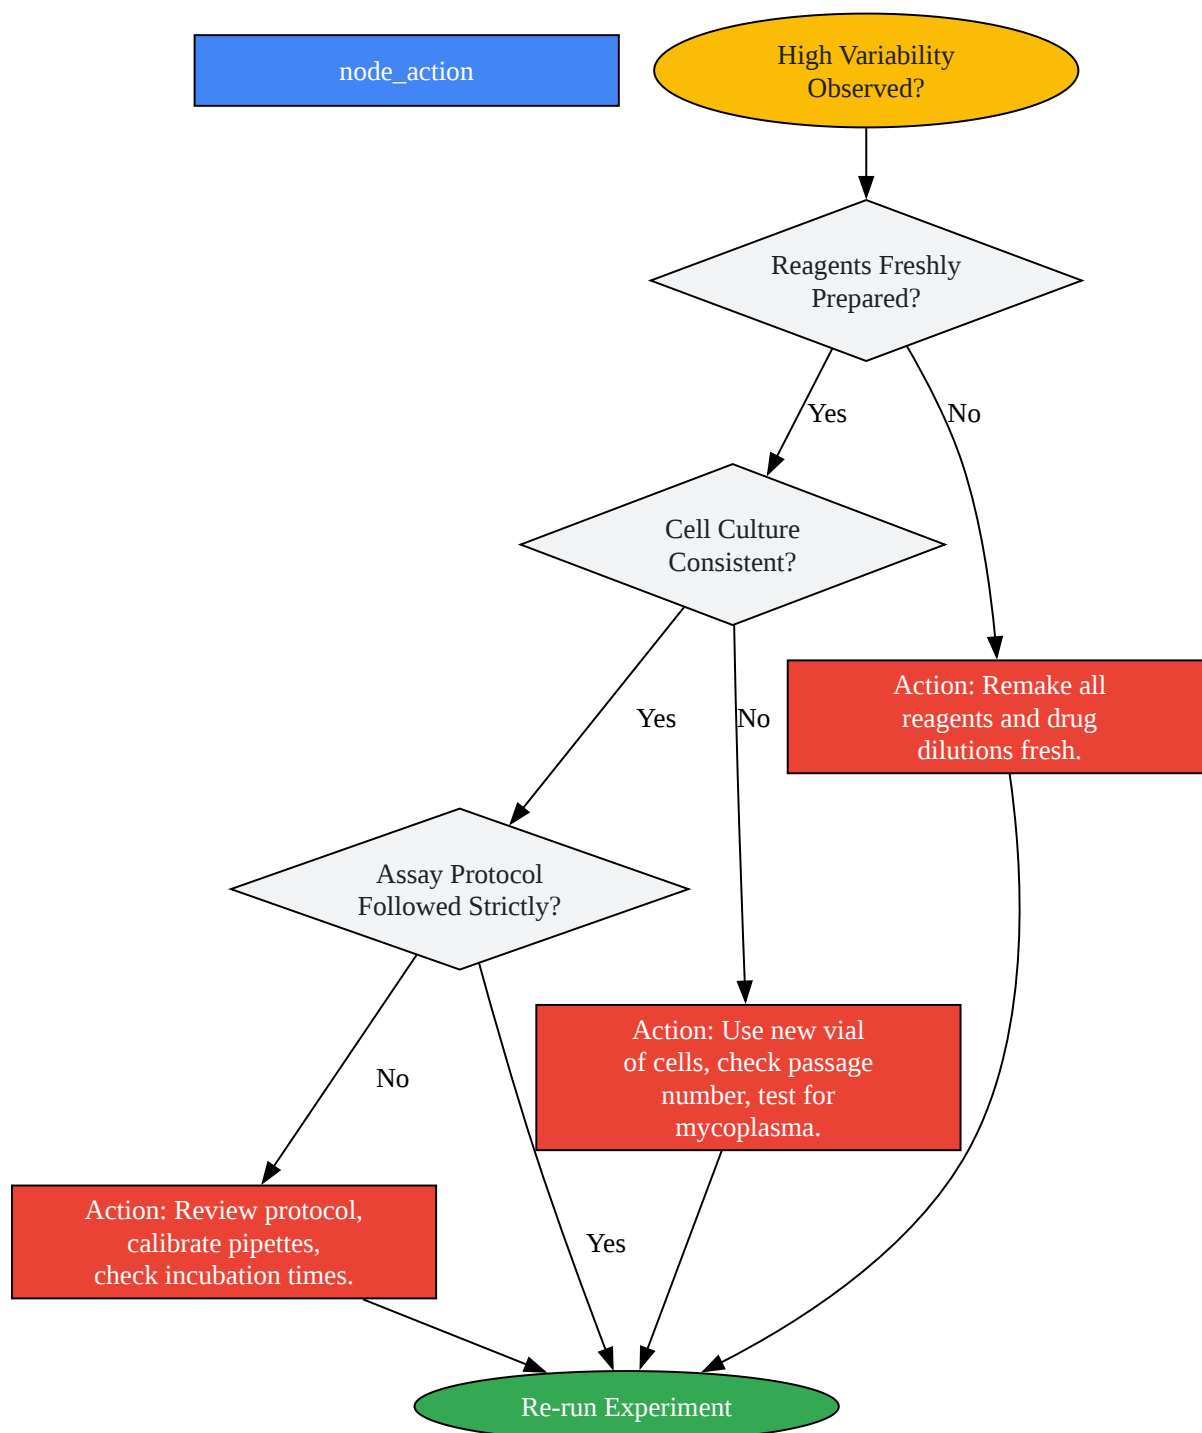 node_action
High Variability
Observed?
Reagents Freshly
Prepared?
Yes
No
Cell Culture
Consistent?
Yes
No
Action: Remake all
reagents and drug
dilutions fresh.
Assay Protocol
Followed Strictly?
No
Action: Use new vial
of cells, check passage
number, test for
mycoplasma.
Action: Review protocol,
calibrate pipettes,
check incubation times.
Yes
Re-run Experiment